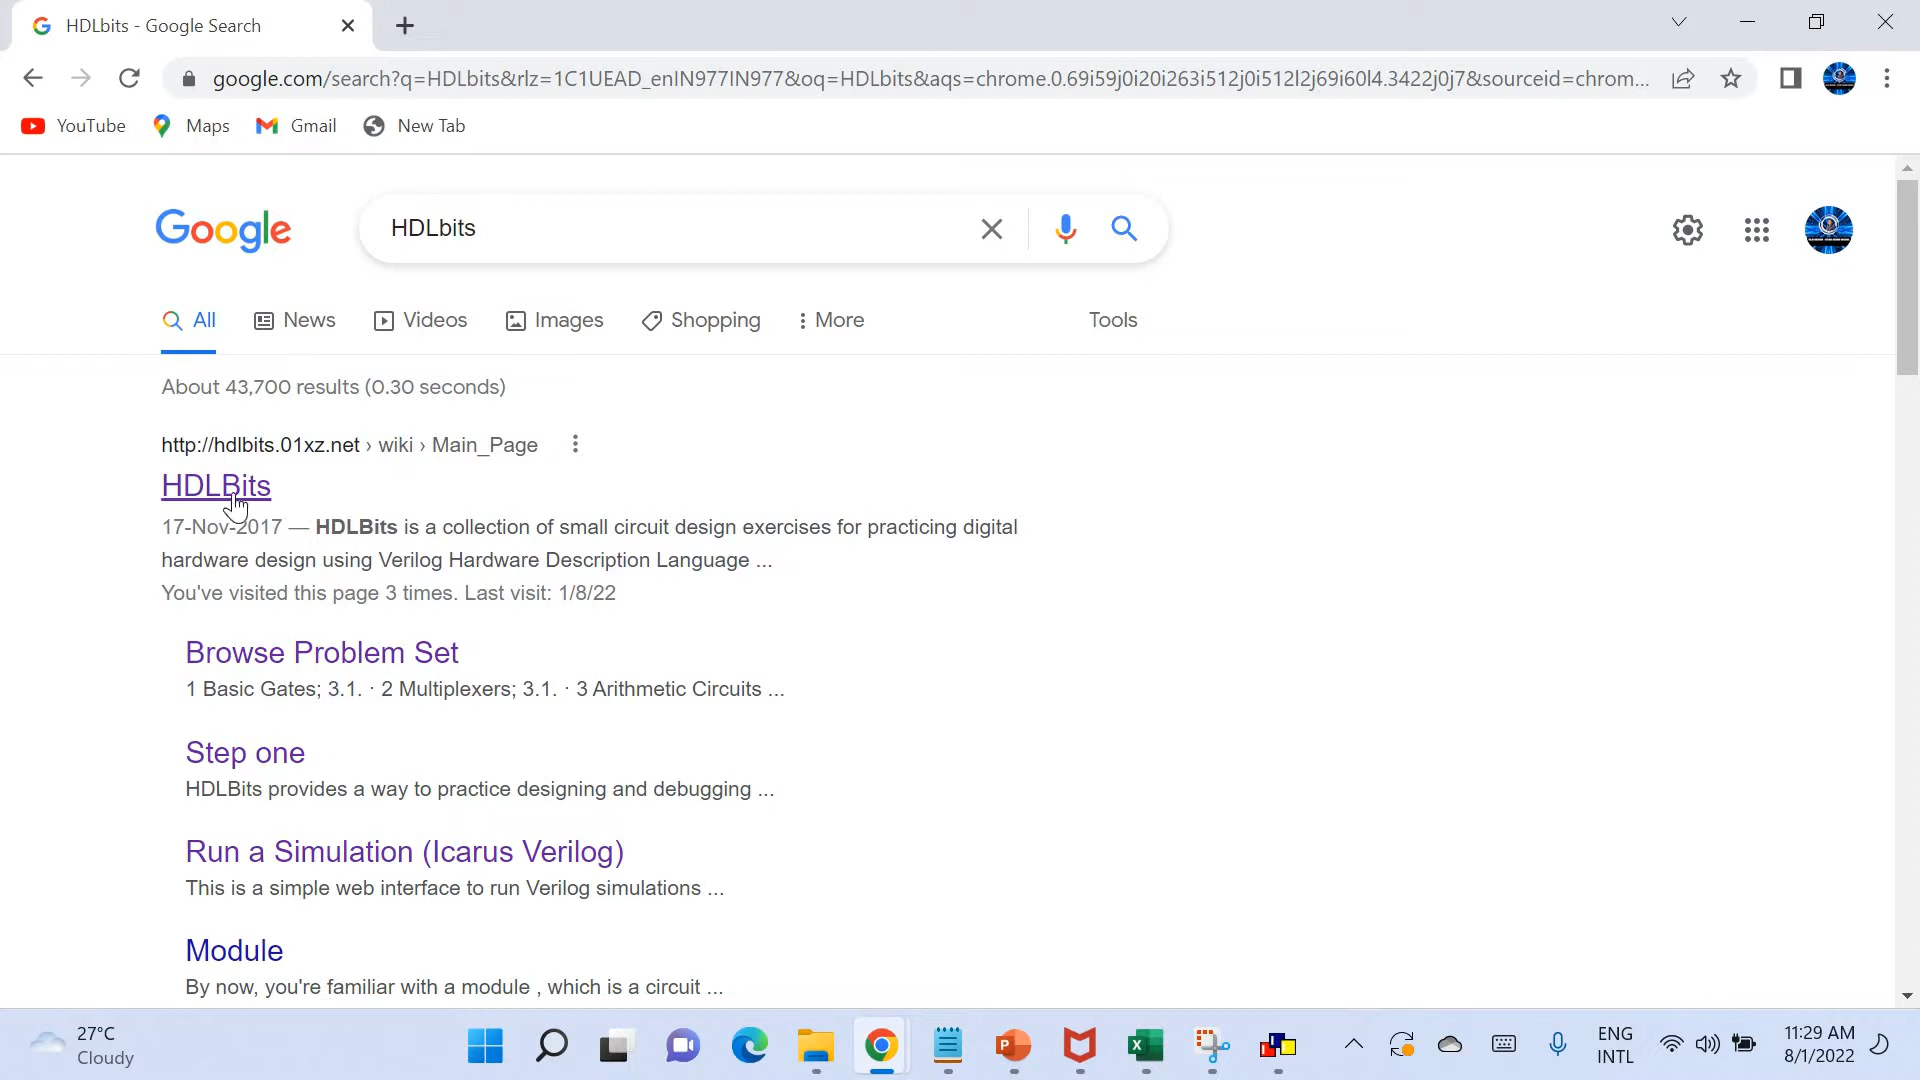 HDLbits - Google Search
google.com/search?q=HDLbits&rlz=1C1UEAD_enIN977IN977&oq=HDLbits&aqs=chrome.0.69i59j0i20i263i512j0i512l2j69i60l4.3422j0j7&sourceid=chrom...
YouTube Maps Gmail New Tab
Google HDLbits
All News Videos Images Shopping More Tools
About 43,700 results (0.30 seconds)
http://hdlbits.01xz.net › wiki › Main_Page
HDLBits
17-Nov-2017 — HDLBits is a collection of small circuit design exercises for practicing digital
hardware design using Verilog Hardware Description Language ...
You've visited this page 3 times. Last visit: 1/8/22
Browse Problem Set
1 Basic Gates; 3.1. · 2 Multiplexers; 3.1. · 3 Arithmetic Circuits ...
Step one
HDLBits provides a way to practice designing and debugging ...
Run a Simulation (Icarus Verilog)
This is a simple web interface to run Verilog simulations ...
Module
By now, you're familiar with a module , which is a circuit ...
27°C
Cloudy
ENG
INTL
11:29 AM
8/1/2022